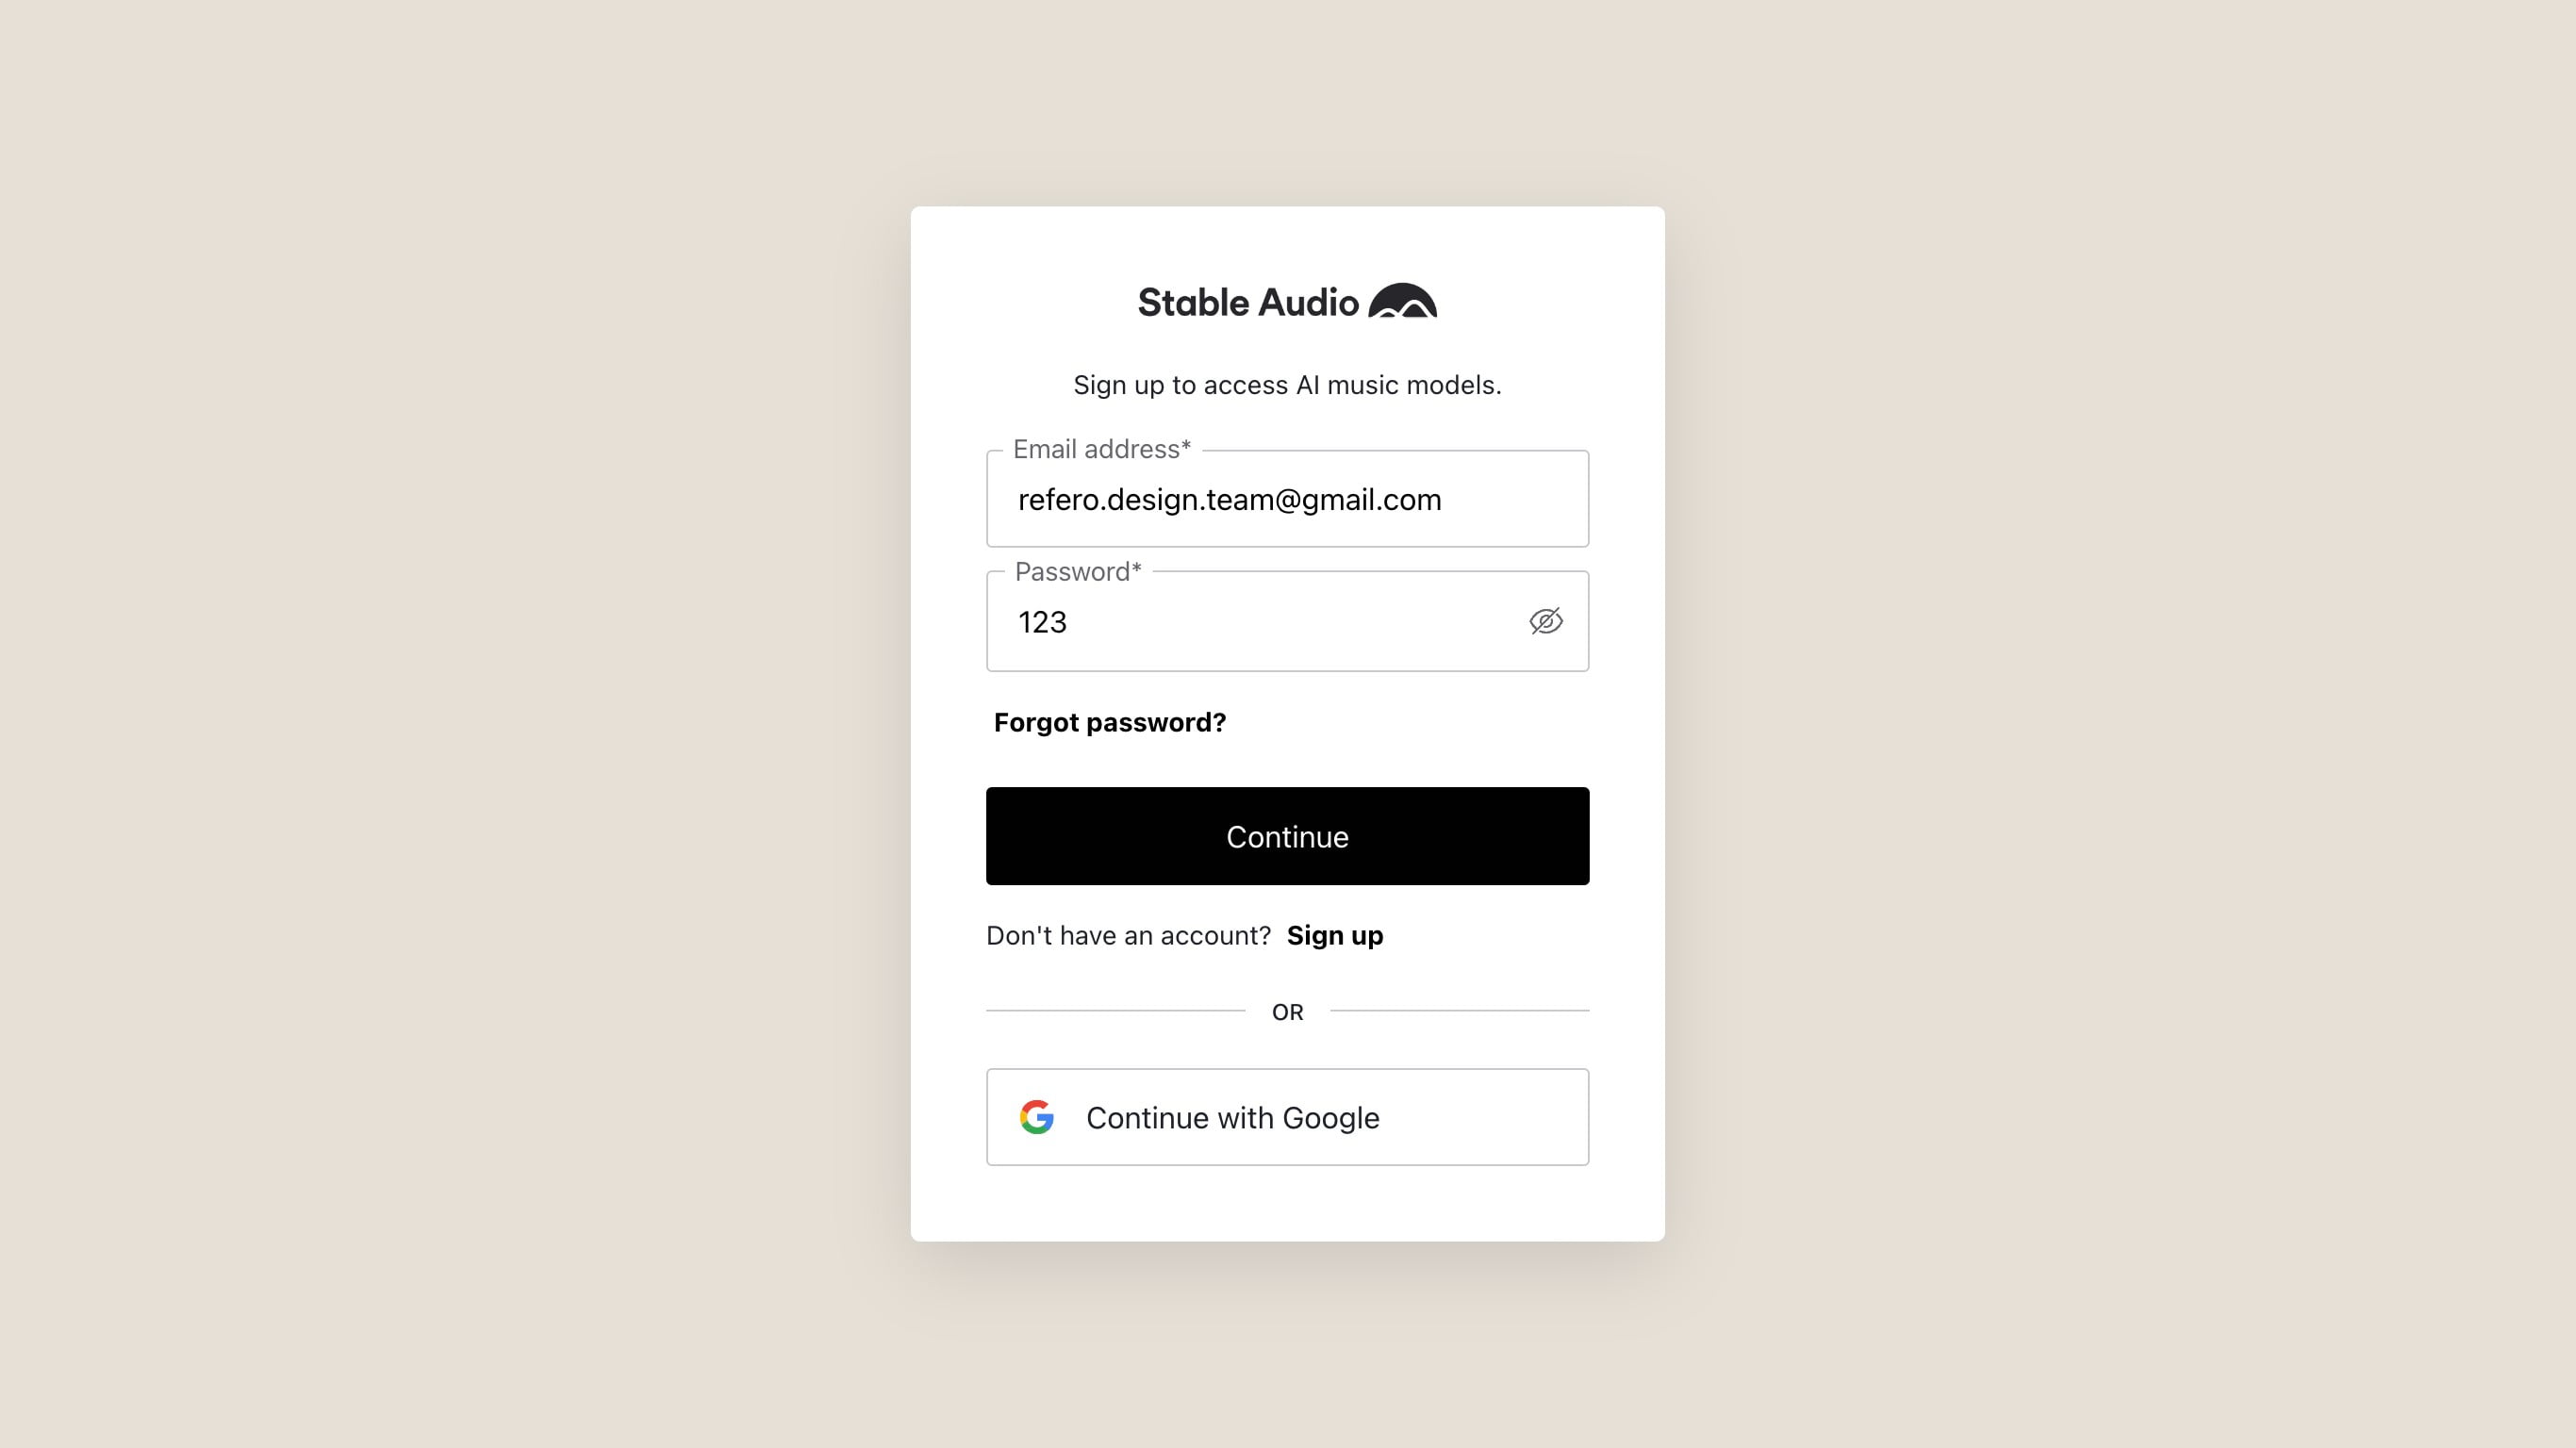 Stable Audio
Sign up to access AI music models.
Email address*
refero.design.team@gmail.com
Password*
123
Forgot password?
Continue
Don't have an account? Sign up
OR
Continue with Google